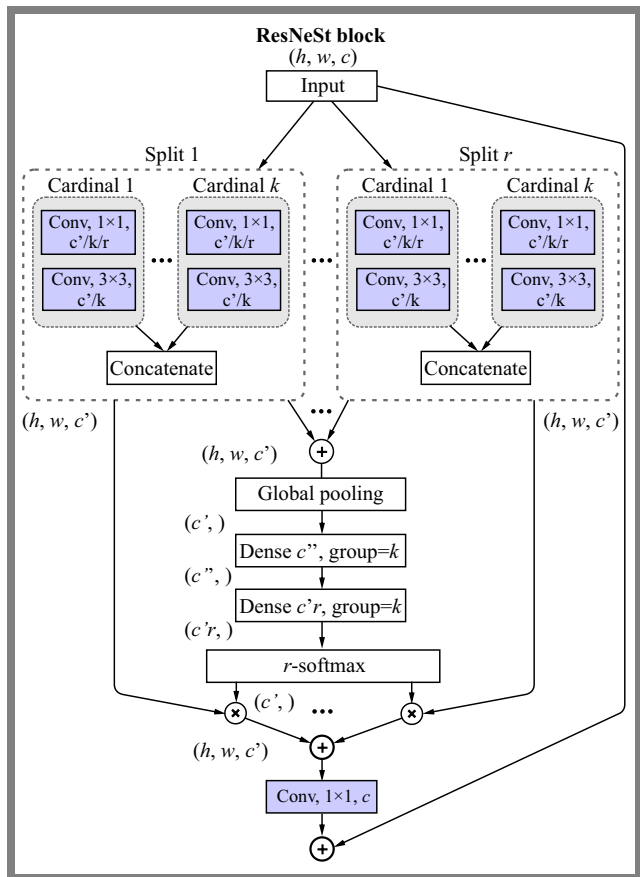 ResNeSt block
(h, w, c)
Input
Split 1
Split r
Cardinal 1
Cardinal k
Cardinal 1
Cardinal k
Conv, 1×1,
c’/k/r
Conv, 1×1,
c’/k/r
Conv, 1×1,
c’/k/r
Conv, 1×1,
c’/k/r
...
...
...
Conv, 3×3,
c’/k
Conv, 3×3,
c’/k
Conv, 3×3,
c’/k
Conv, 3×3,
c’/k
Concatenate
Concatenate
(h, w, c’)
...
(h, w, c’)
+
(h, w, c’)
Global pooling
(c’, )
Dense c’’, group=k
(c’’, )
Dense c’r, group=k
(c’r, )
r-softmax
(c’, )
...
×
×
+
(h, w, c’)
Conv, 1×1, c
+